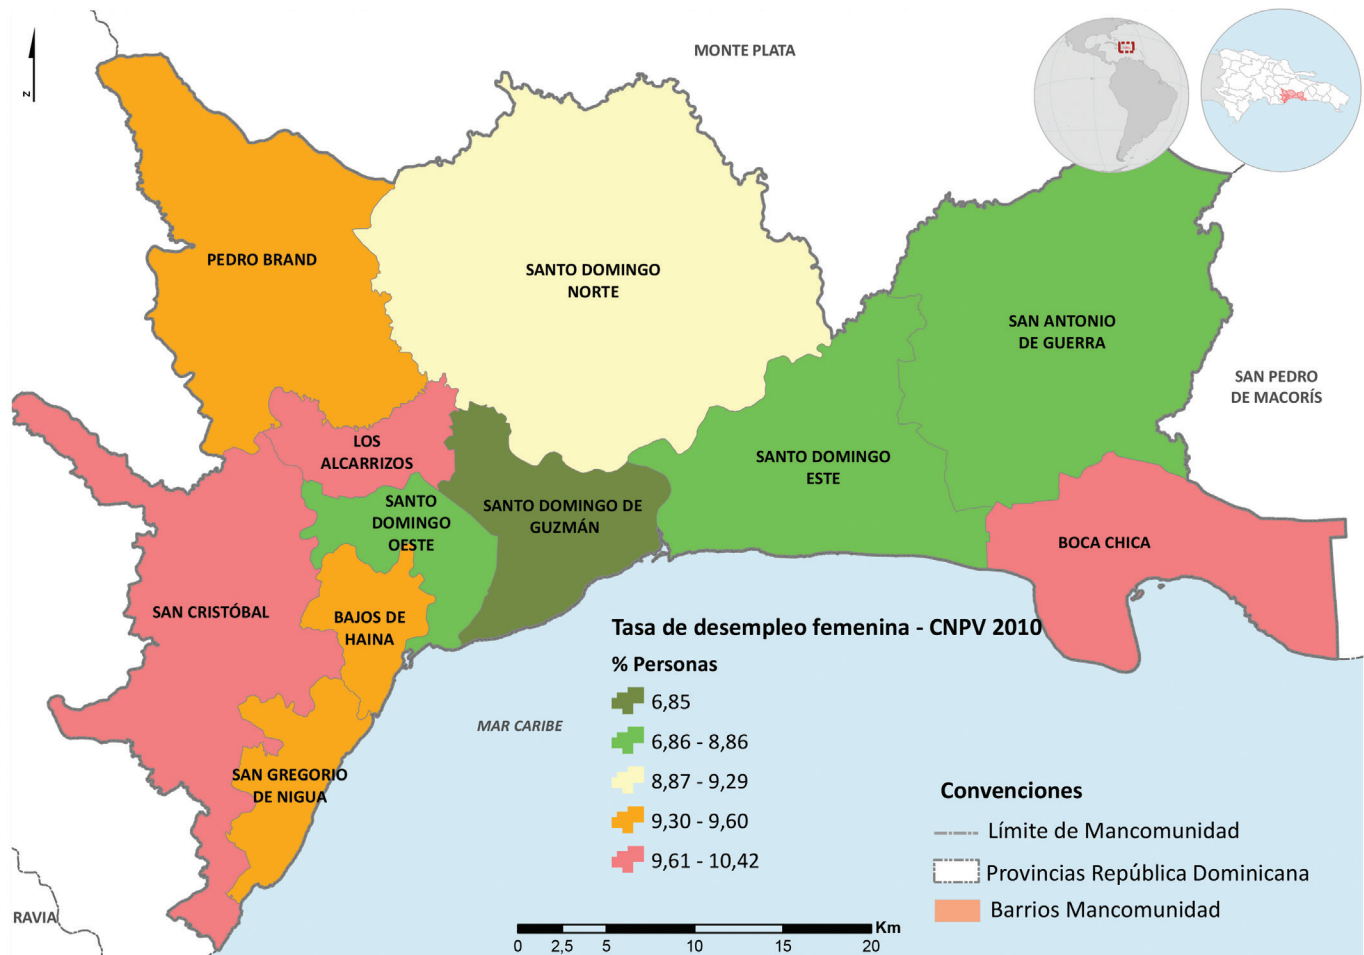 MONTE PLATA
z
PEDRO BRAND
SANTO DOMINGO
NORTE
SAN ANTONIO
DE GUERRA
SAN PEDRO
DE MACORÍS
LOS
ALCARRIZOS
SANTO DOMINGO
ESTE
SANTO
DOMINGO
OESTE
SANTO DOMINGO DE
GUZMÁN
BOCA CHICA
SAN CRISTÓBAL
BAJOS DE
HAINA
Tasa de desempleo femenina - CNPV 2010
% Personas
6,85
6,86 - 8,86
8,87 - 9,29
9,30 - 9,60
9,61 - 10,42
MAR CARIBE
SAN GREGORIO
DE NIGUA
Convenciones
Límite de Mancomunidad
Provincias República Dominicana
Barrios Mancomunidad
RAVIA
Km
0 2,5 5 10 15 20